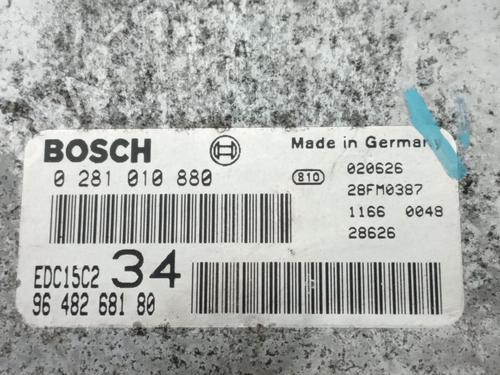 BOSCH
Made in Germany
0 281 010 880
810
020626
28FM0387
1166 0048
28626
EDC15C2 34
96 482 681 80